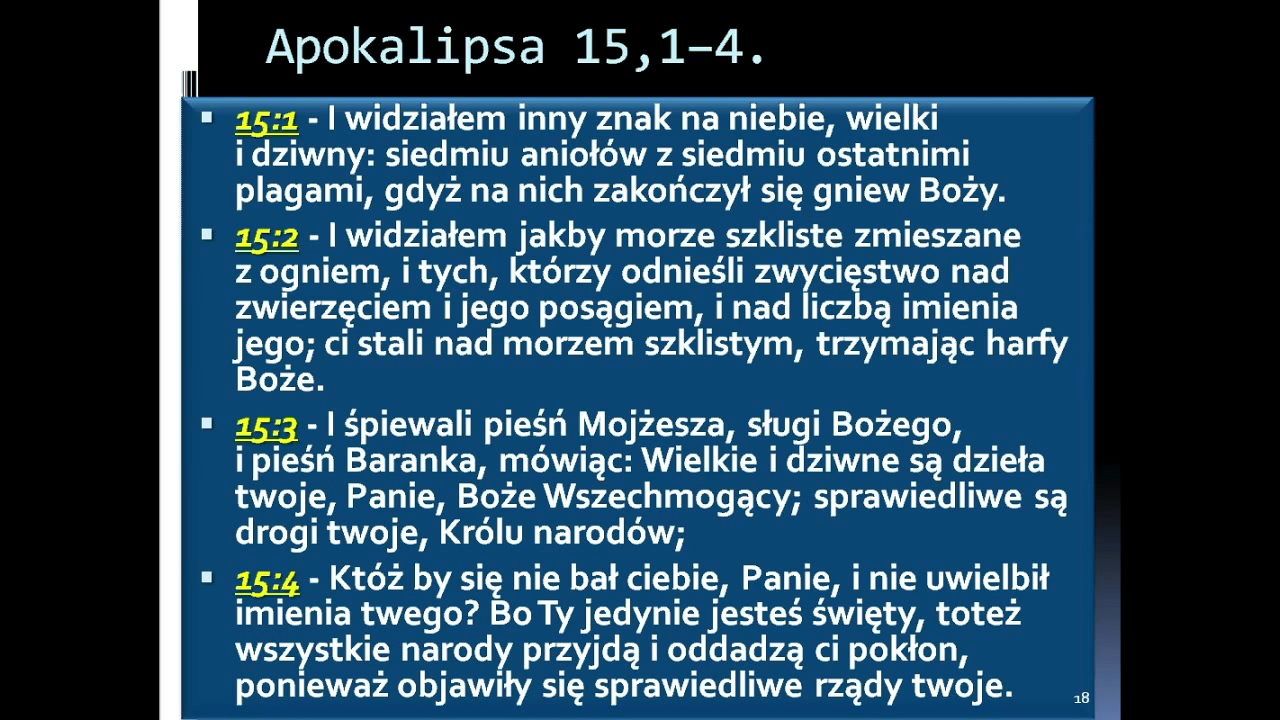 Apokalipsa 15,1–4.
▪ 15:1 - I widziałem inny znak na niebie, wielki
i dziwny: siedmiu aniołów z siedmiu ostatnimi
plagami, gdyż na nich zakończył się gniew Boży.
▪ 15:2 - I widziałem jakby morze szkliste zmieszane
z ogniem, i tych, którzy odnieśli zwycięstwo nad
zwierzęciem i jego posągiem, i nad liczbą imienia
jego; ci stali nad morzem szklistym, trzymając harfy
Boże.
▪ 15:3 - I śpiewali pieśń Mojżesza, sługi Bożego,
i pieśń Baranka, mówiąc: Wielkie i dziwne są dzieła
twoje, Panie, Boże Wszechmogący; sprawiedliwe są
drogi twoje, Królu narodów;
▪ 15:4 - Któż by się nie bał ciebie, Panie, i nie uwielbił
imienia twego? Bo Ty jedynie jesteś święty, toteż
wszystkie narody przyjdą i oddadzą ci pokłon,
ponieważ objawiły się sprawiedliwe rządy twoje.
18